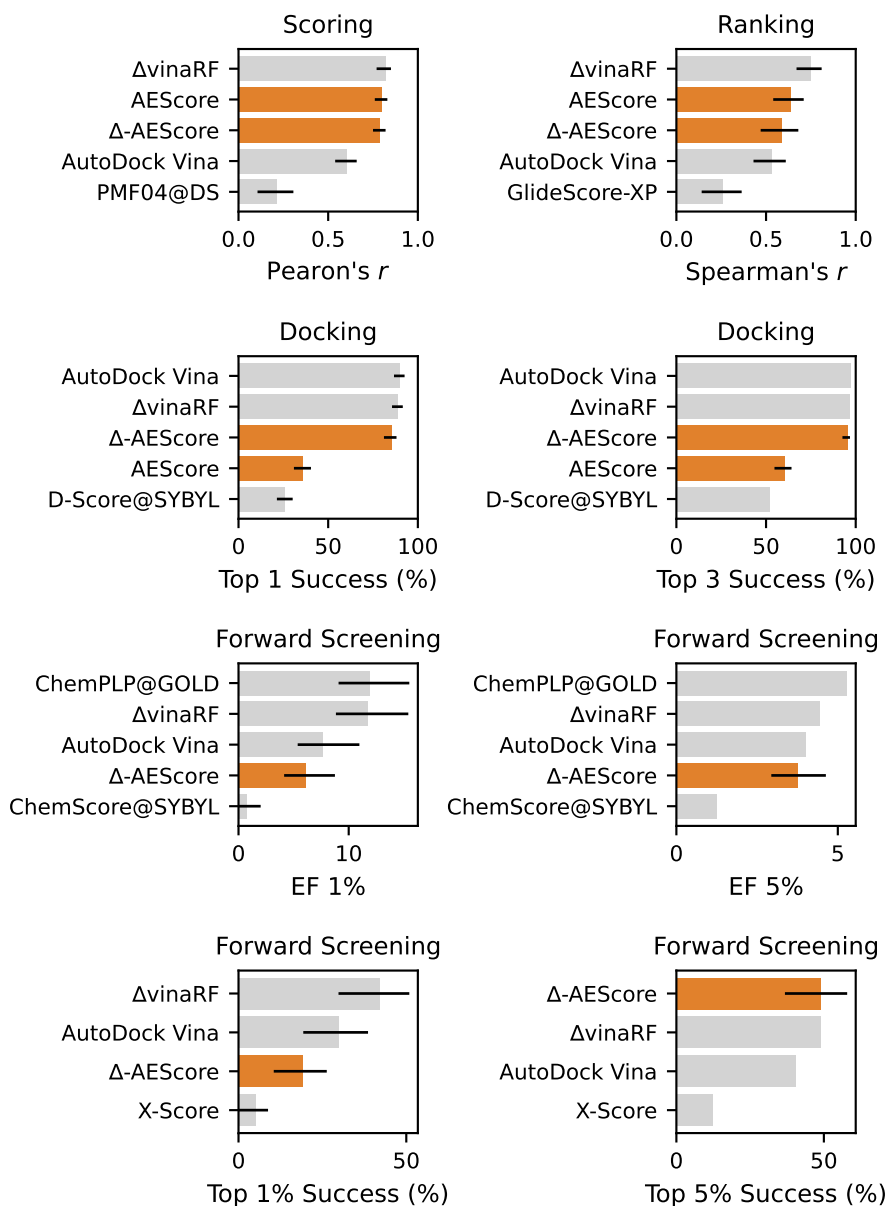 Scoring
ΔvinaRF
AEScore
Δ-AEScore
AutoDock Vina
PMF04@DS
0.0 0.5 1.0
Pearon's r
Ranking
ΔvinaRF
AEScore
Δ-AEScore
AutoDock Vina
GlideScore-XP
0.0 0.5 1.0
Spearman's r
Docking
AutoDock Vina
ΔvinaRF
Δ-AEScore
AEScore
D-Score@SYBYL
0 50 100
Top 1 Success (%)
Docking
AutoDock Vina
ΔvinaRF
Δ-AEScore
AEScore
D-Score@SYBYL
0 50 100
Top 3 Success (%)
Forward Screening
ChemPLP@GOLD
ΔvinaRF
AutoDock Vina
Δ-AEScore
ChemScore@SYBYL
0 10
EF 1%
Forward Screening
ChemPLP@GOLD
ΔvinaRF
AutoDock Vina
Δ-AEScore
ChemScore@SYBYL
0 5
EF 5%
Forward Screening
ΔvinaRF
AutoDock Vina
Δ-AEScore
X-Score
0 50
Top 1% Success (%)
Forward Screening
Δ-AEScore
ΔvinaRF
AutoDock Vina
X-Score
0 50
Top 5% Success (%)